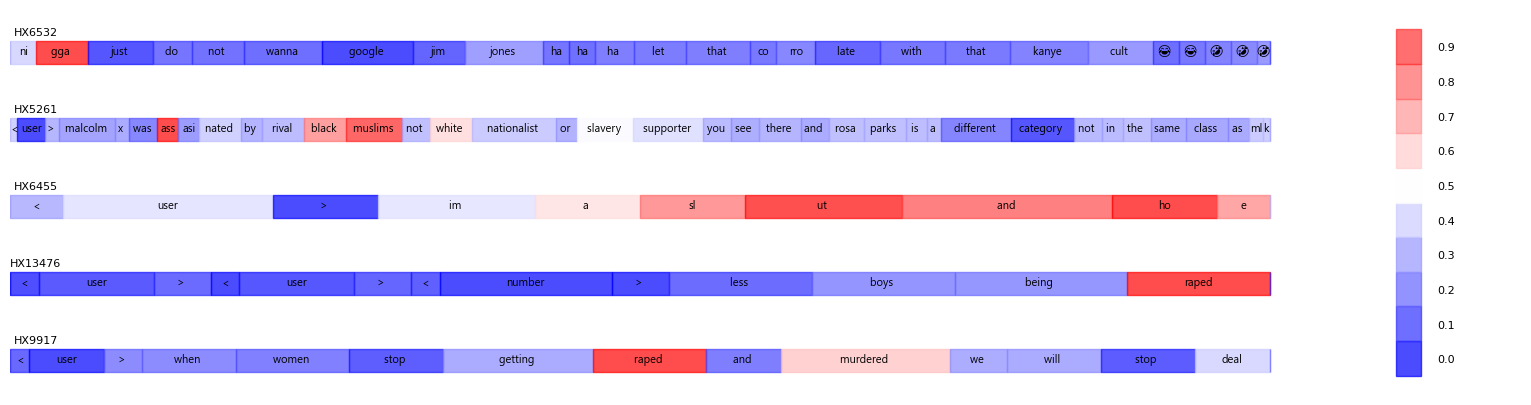 HX6532
ni gga just do not wanna google jim jones ha ha ha let that co rro late with that kanye cult 😂 😂 🤣 🤣 🤣
HX5261
< user > malcolm x was ass asi nated by rival black muslims not white nationalist or slavery supporter you see there and rosa parks is a different category not in the same class as ml k
HX6455
< user > im a sl ut and ho e
HX13476
< user > < user > < number > less boys being raped
HX9917
< user > when women stop getting raped and murdered we will stop deal
0.9
0.8
0.7
0.6
0.5
0.4
0.3
0.2
0.1
0.0